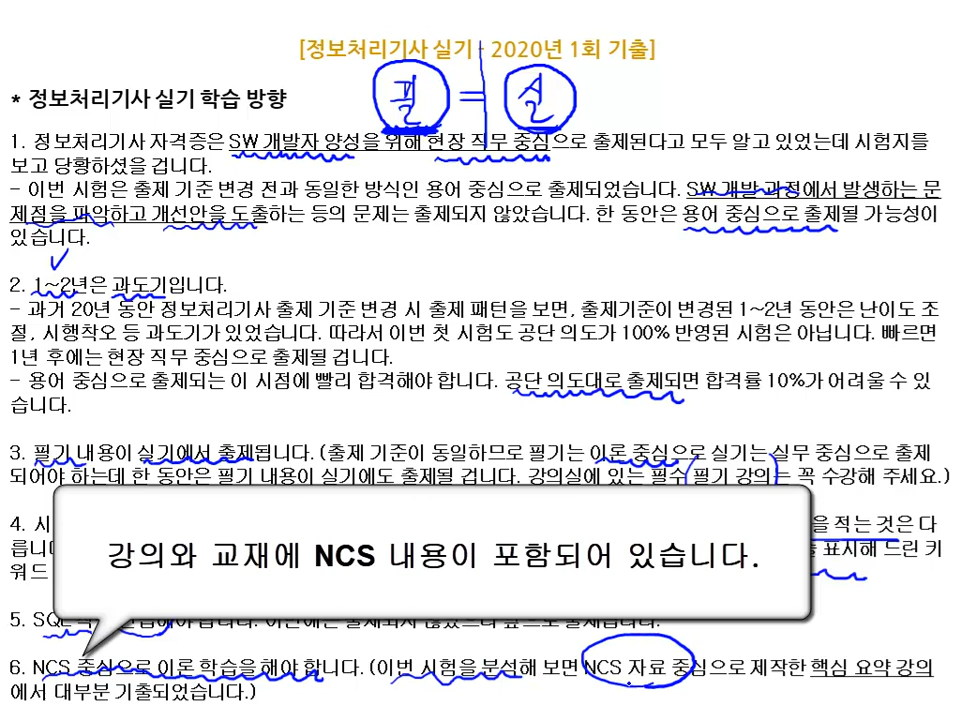 [정보처리기사 실기 - 2020년 1회 기출]
필 = 실
* 정보처리기사 실기 학습 방향
1. 정보처리기사 자격증은 SW 개발자 양성을 위해 현장 직무 중심으로 출제된다고 모두 알고 있었는데 시험지를
보고 당황하셨을 겁니다.
- 이번 시험은 출제 기준 변경 전과 동일한 방식인 용어 중심으로 출제되었습니다. SW 개발 과정에서 발생하는 문
제점을 파악하고 개선안을 도출하는 등의 문제는 출제되지 않았습니다. 한 동안은 용어 중심으로 출제될 가능성이
있습니다.
2. 1~2년은 과도기입니다.
- 과거 20년 동안 정보처리기사 출제 기준 변경 시 출제 패턴을 보면, 출제기준이 변경된 1~2년 동안은 난이도 조
절, 시행착오 등 과도기가 있었습니다. 따라서 이번 첫 시험도 공단 의도가 100% 반영된 시험은 아닙니다. 빠르면
1년 후에는 현장 직무 중심으로 출제될 겁니다.
- 용어 중심으로 출제되는 이 시점에 빨리 합격해야 합니다. 공단 의도대로 출제되면 합격률 10%가 어려울 수 있
습니다.
3. 필기 내용이 실기에서 출제됩니다. (출제 기준이 동일하므로 필기는 이론 중심으로 실기는 실무 중심으로 출제
되어야 하는데 한 동안은 필기 내용이 실기에도 출제될 겁니다. 강의실에 있는 필수 필기 강의는 꼭 수강해 주세요.)
4. 시 을 적는 것은 다
릅니다 표시해 드린 키
워드
강의와 교재에 NCS 내용이 포함되어 있습니다.
5. SQL
6. NCS 중심으로 이론 학습을 해야 합니다. (이번 시험을 분석해 보면 NCS 자료 중심으로 제작한 핵심 요약 강의
에서 대부분 기출되었습니다.)